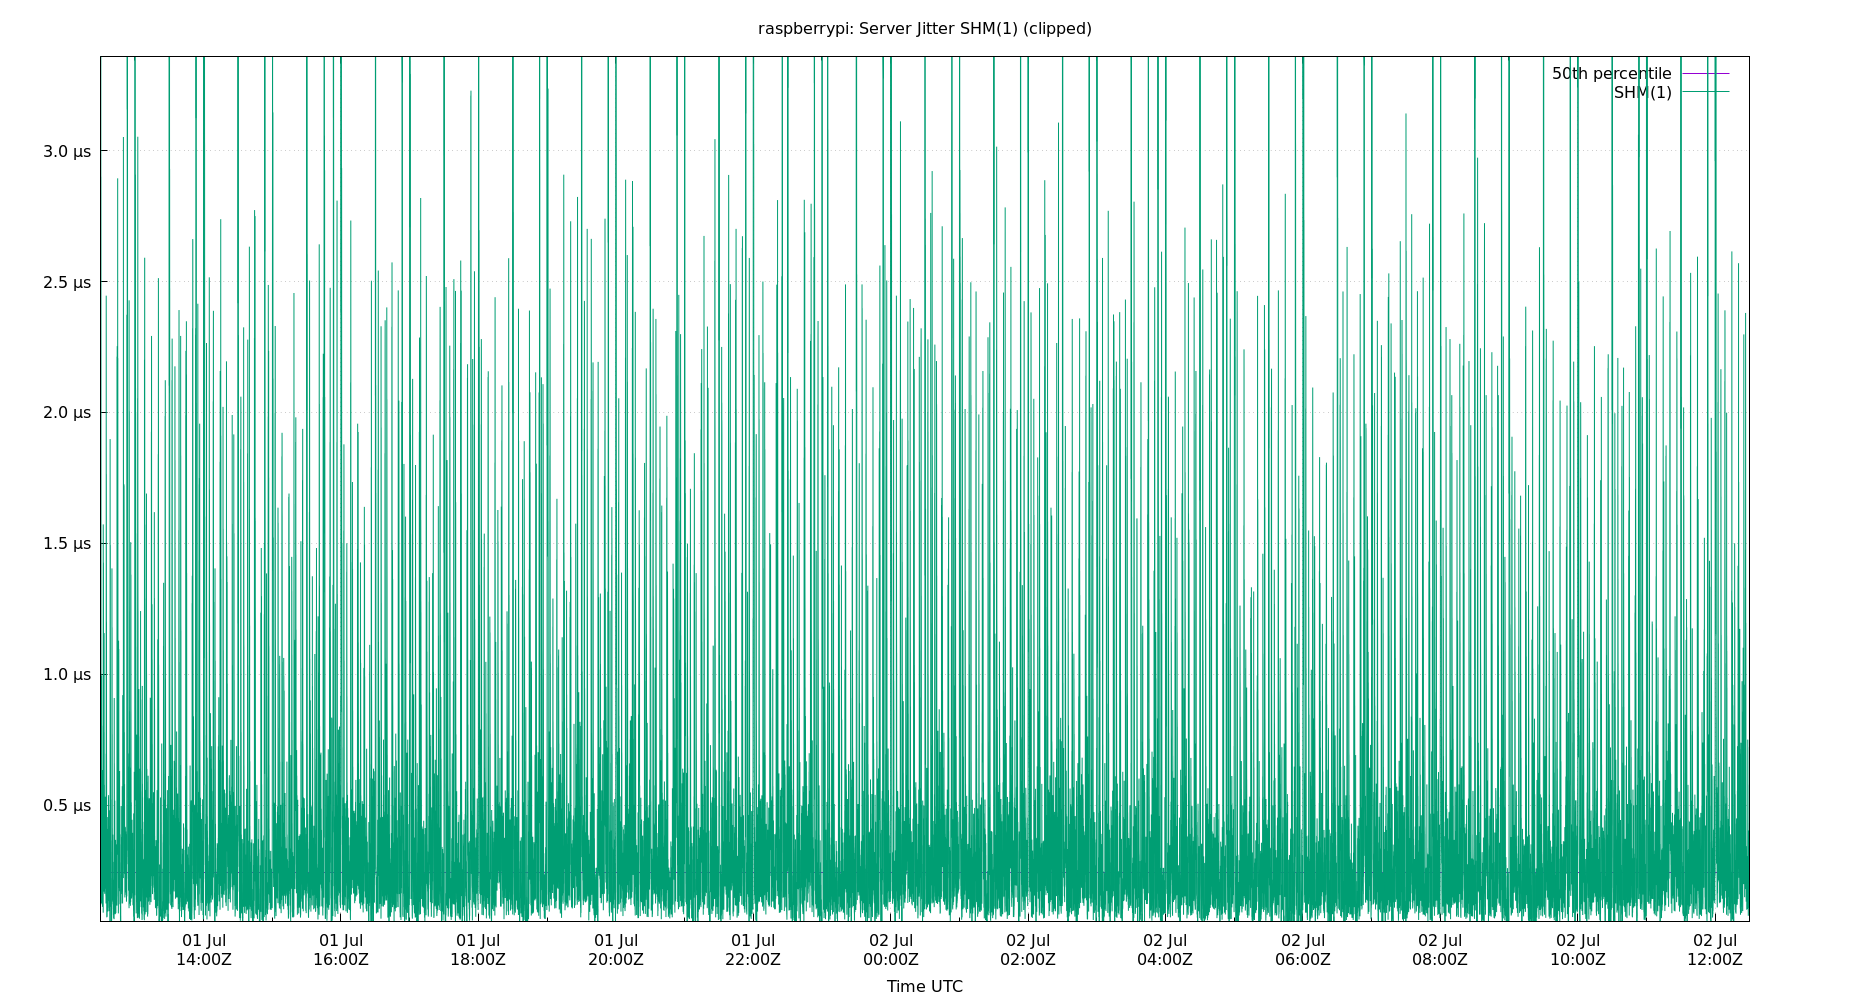 raspberrypi: Server Jitter SHM(1) (clipped)
50th percentile
SHM(1)
3.0 µs
2.5 µs
2.0 µs
1.5 µs
1.0 µs
0.5 µs
01 Jul 01 Jul 01 Jul 01 Jul 01 Jul 02 Jul 02 Jul 02 Jul 02 Jul 02 Jul 02 Jul 02 Jul
14:00Z 16:00Z 18:00Z 20:00Z 22:00Z 00:00Z 02:00Z 04:00Z 06:00Z 08:00Z 10:00Z 12:00Z
Time UTC